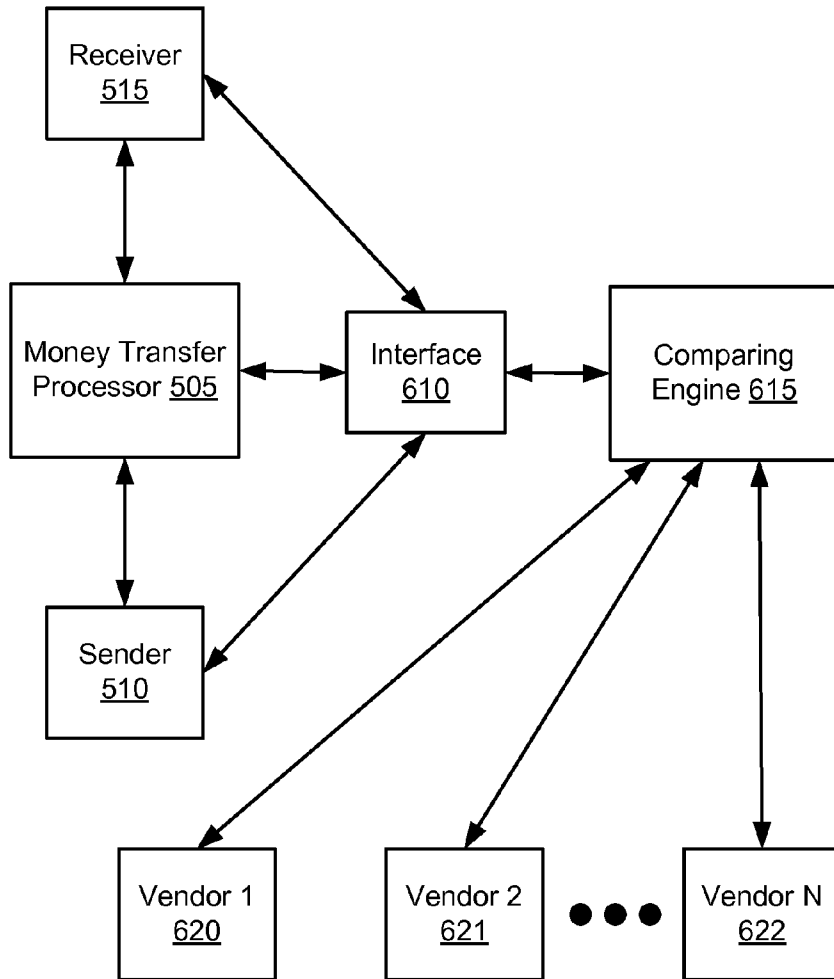 Receiver
515
Money Transfer
Processor 505
Interface
610
Comparing
Engine 615
Sender
510
Vendor 1
620
Vendor 2
621
Vendor N
622